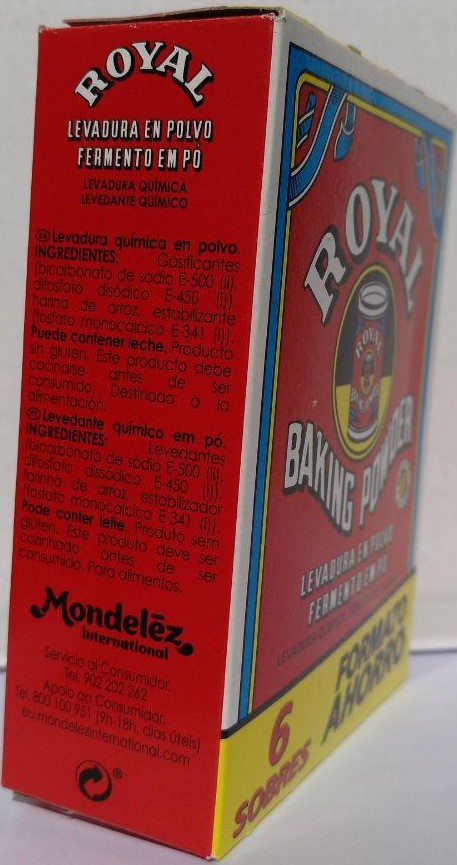 ROYAL
LEVADURA EN POLVO
FERMENTO EM PÓ
LEVADURA QUÍMICA
LEVEDANTE QUÍMICO
ES Levadura química en polvo.
INGREDIENTES: Gasificantes
(bicarbonato de sodio E-500 (ii),
difosfato disódico E-450 (i)),
harina de arroz, estabilizante
(fosfato monocálcico E-341 (i)).
Puede contener leche. Producto
sin gluten. Este producto debe
cocinarse antes de ser
consumido. Destinado a la
alimentación.
PT Levedante químico em pó.
INGREDIENTES: Levedantes
(bicarbonato de sódio E-500 (ii),
difosfato dissódico E-450 (i)),
farinha de arroz, estabilizador
(fosfato monocálcico E-341 (i)).
Pode conter leite. Produto sem
glúten. Este produto deve ser
cozinhado antes de ser
consumido. Para alimentos.
Mondelēz,
International
Servicio al Consumidor.
Tel. 902 202 262
Apoio ao Consumidor.
Tel. 800 100 951 (9h-18h, dias úteis)
eu.mondelezinternational.com
®
ROYAL
ROYAL
BAKING POWDER
LEVADURA EN POLVO
FERMENTO EM PÓ
LEVADURA QUÍMICA
6
SOBRES
FORMATO
AHORRO